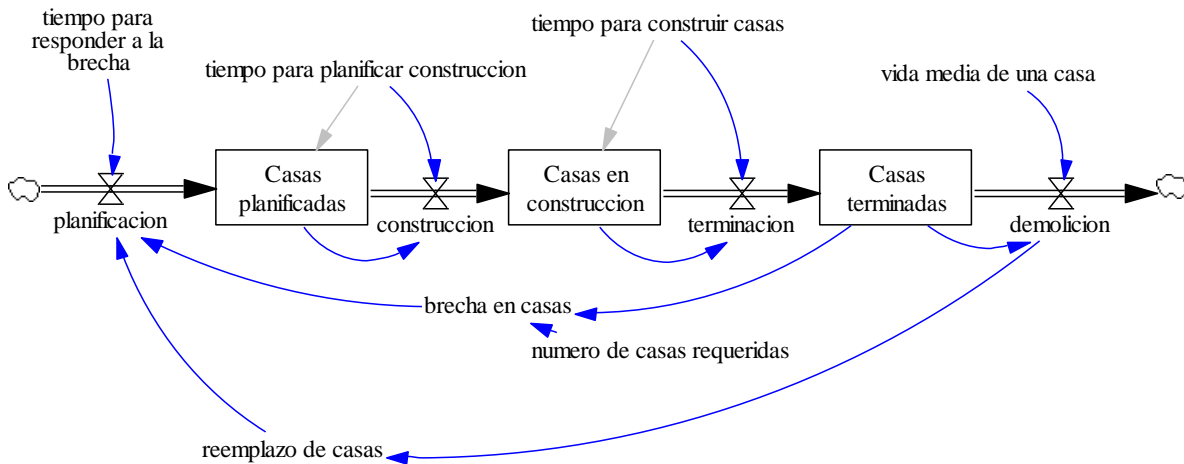 tiempo para
responder a la
brecha
tiempo para planificar construccion
tiempo para construir casas
vida media de una casa
Casas
planificadas
Casas en
construccion
Casas
terminadas
planificacion
construccion
terminacion
demolicion
brecha en casas
numero de casas requeridas
reemplazo de casas